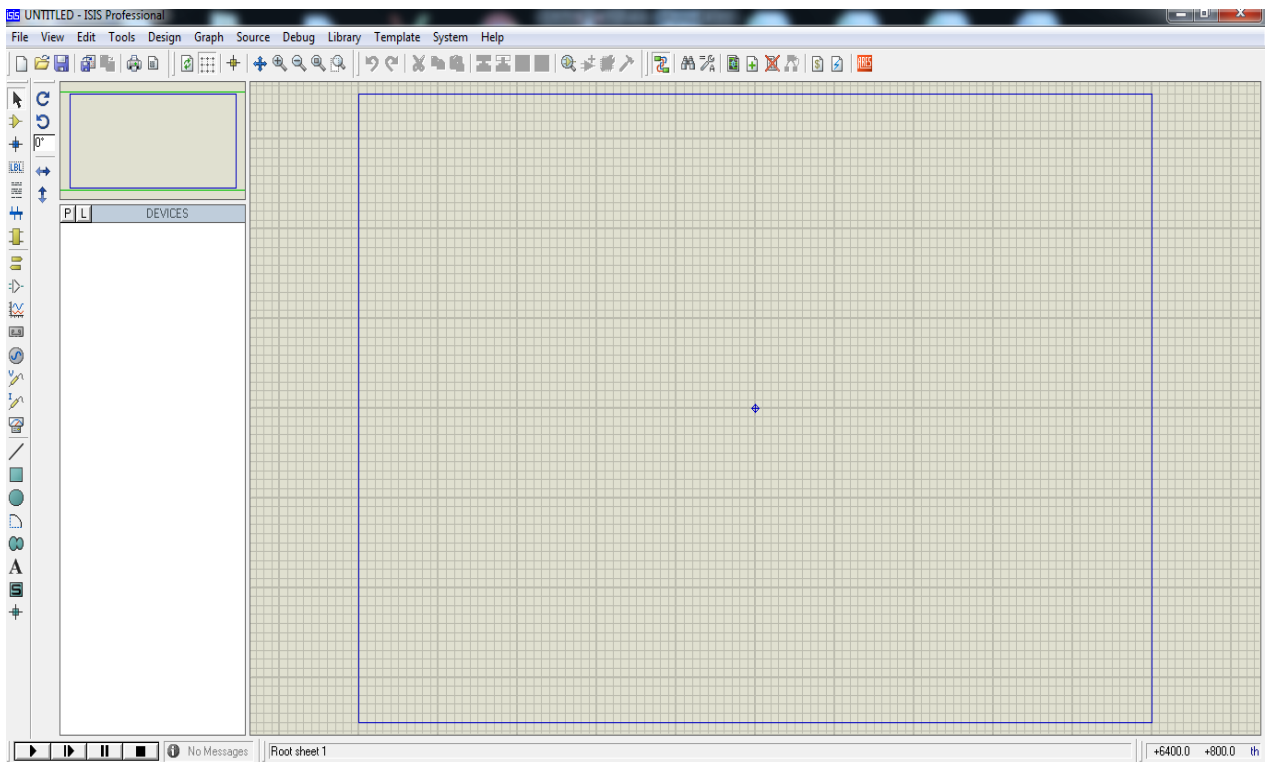 ISIS UNTITLED - ISIS Professional
File View Edit Tools Design Graph Source Debug Library Template System Help
0°
LBL
P L DEVICES
A
S
No Messages Root sheet 1 +6400.0 +800.0 th